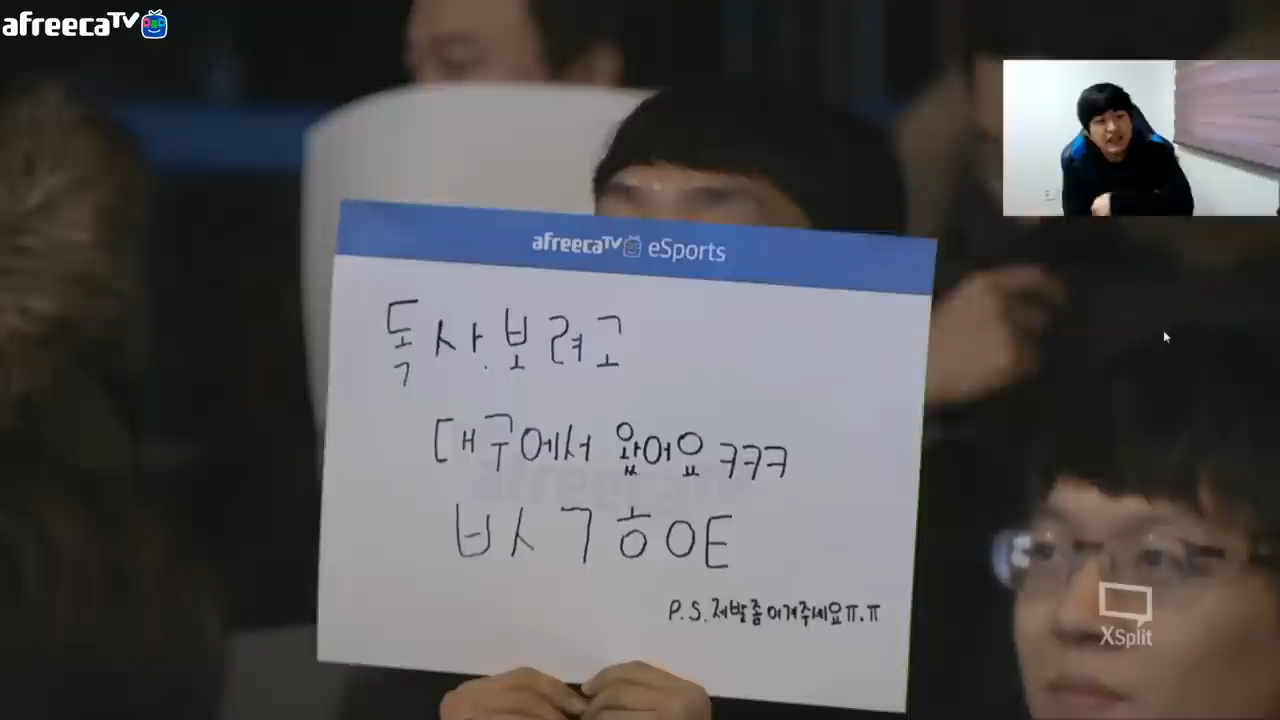 afreecaTV
afreecaTV eSports
독사보려고
대구에서 왔어요 ㅋㅋㅋ
ㅂㅅㄱㅎㅇㅌ
P.S. 제발 좀 이겨주세요 ㅠ.ㅠ
afreecaTV
XSplit